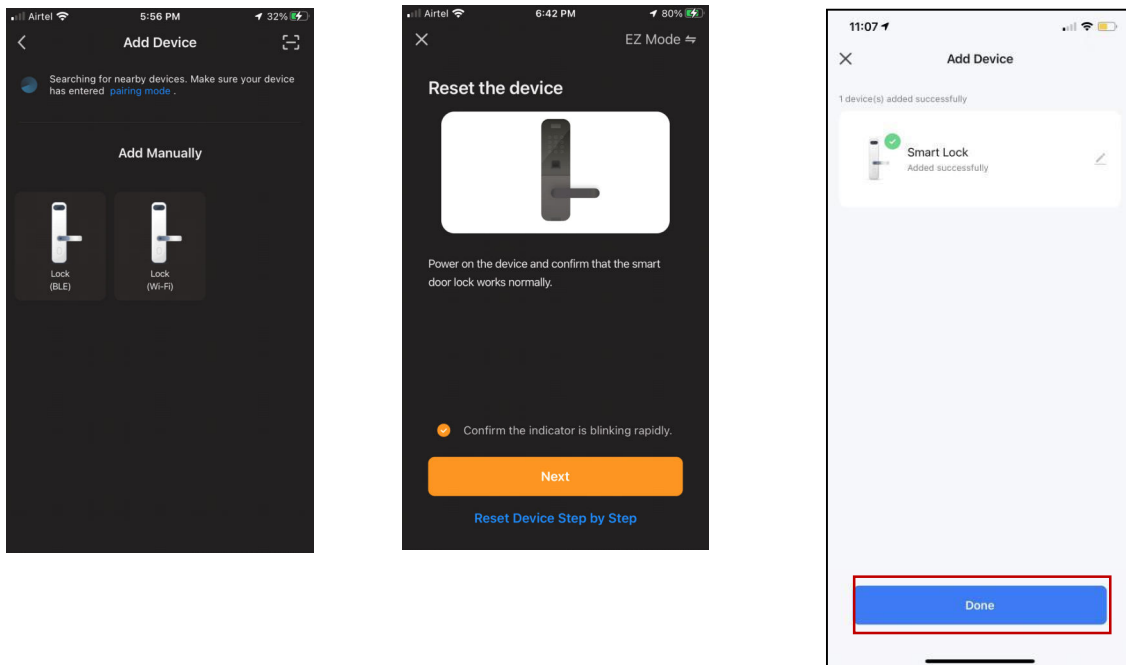 Airtel 5:56 PM 32%
Add Device
Searching for nearby devices. Make sure your device
has entered pairing mode .
Add Manually
Lock
(BLE)
Lock
(Wi-Fi)
Airtel 6:42 PM 80%
EZ Mode
Reset the device
Power on the device and confirm that the smart
door lock works normally.
Confirm the indicator is blinking rapidly.
Next
Reset Device Step by Step
11:07
Add Device
1 device(s) added successfully
Smart Lock
Added successfully
Done